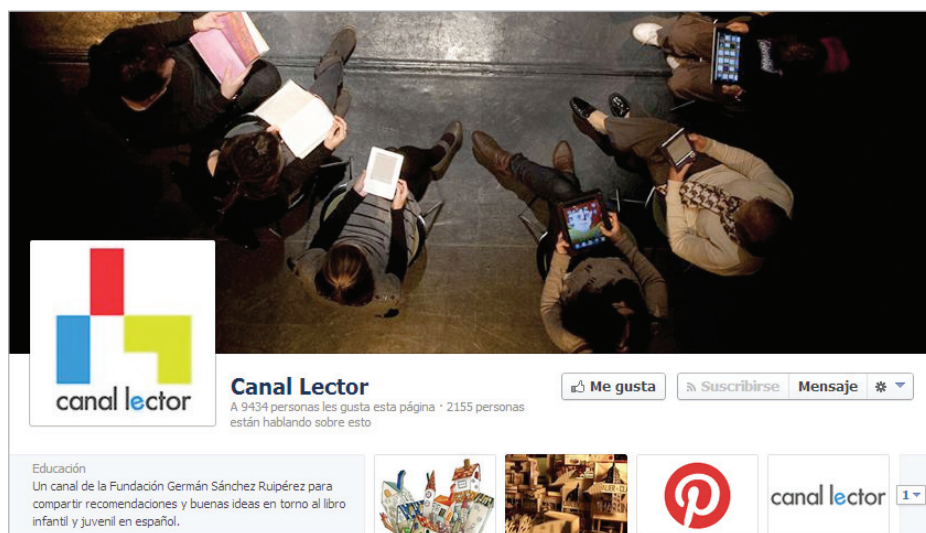 canal lector
Canal Lector
A 9434 personas les gusta esta página · 2155 personas
están hablando sobre esto
Me gusta
Suscribirse
Mensaje
Educación
Un canal de la Fundación Germán Sánchez Ruipérez para
compartir recomendaciones y buenas ideas en torno al libro
infantil y juvenil en español.
canal lector
1